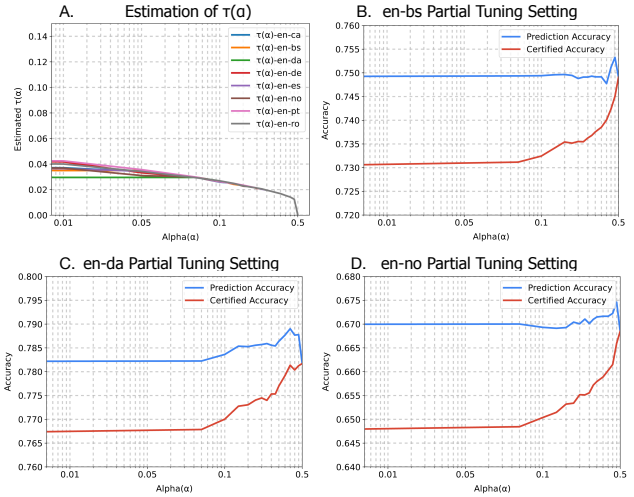 A. Estimation of τ(α)
0.14
0.12
0.10
0.08
0.06
0.04
0.02
0.00
Estimated τ(α)
τ(α)-en-ca
τ(α)-en-bs
τ(α)-en-da
τ(α)-en-de
τ(α)-en-es
τ(α)-en-no
τ(α)-en-pt
τ(α)-en-ro
0.01 0.05 0.1 0.5
Alpha(α)
B. en-bs Partial Tuning Setting
0.760
0.755
0.750
0.745
0.740
0.735
0.730
0.725
0.720
Accuracy
Prediction Accuracy
Certified Accuracy
0.01 0.1 0.5
Alpha(α)
C. en-da Partial Tuning Setting
0.800
0.795
0.790
0.785
0.780
0.775
0.770
0.765
0.760
Accuracy
Prediction Accuracy
Certified Accuracy
0.01 0.1 0.5
Alpha(α)
D. en-no Partial Tuning Setting
0.680
0.675
0.670
0.665
0.660
0.655
0.650
0.645
0.640
Accuracy
Prediction Accuracy
Certified Accuracy
0.01 0.1 0.5
Alpha(α)